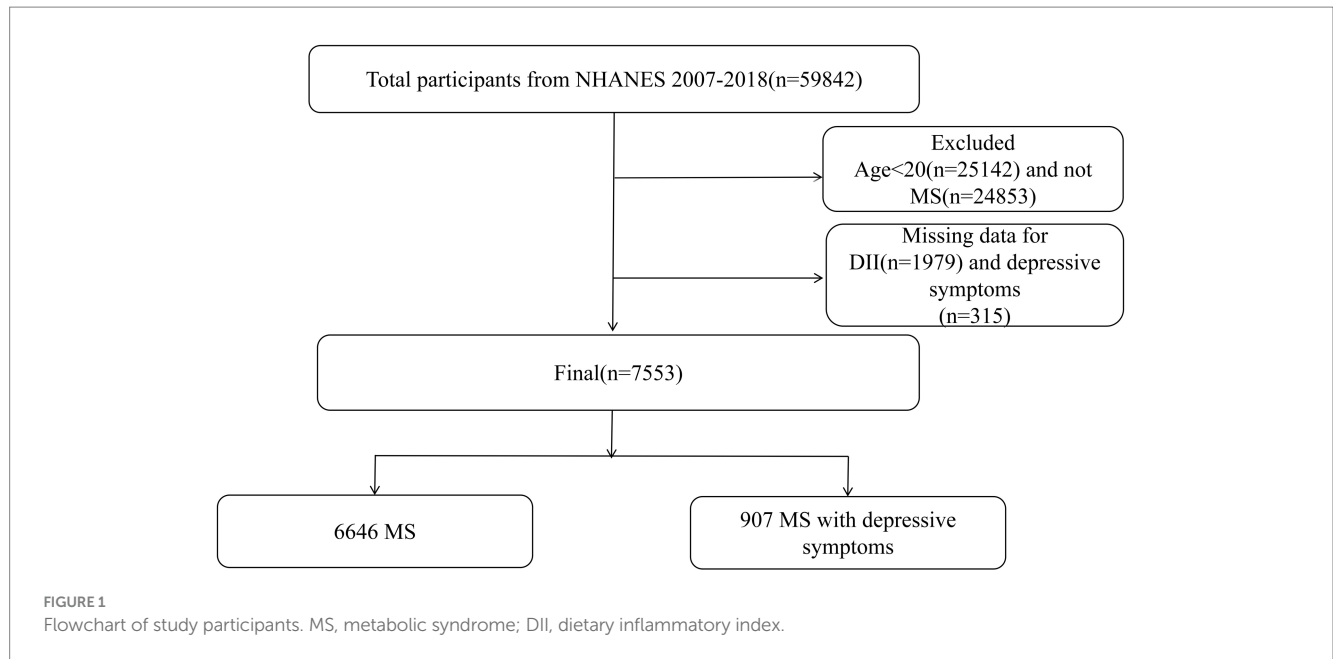 Total participants from NHANES 2007-2018(n=59842)
Excluded
Age<20(n=25142) and not
MS(n=24853)
Missing data for
DII(n=1979) and depressive
symptoms
(n=315)
Final(n=7553)
6646 MS
907 MS with depressive
symptoms
FIGURE 1
Flowchart of study participants. MS, metabolic syndrome; DII, dietary inflammatory index.